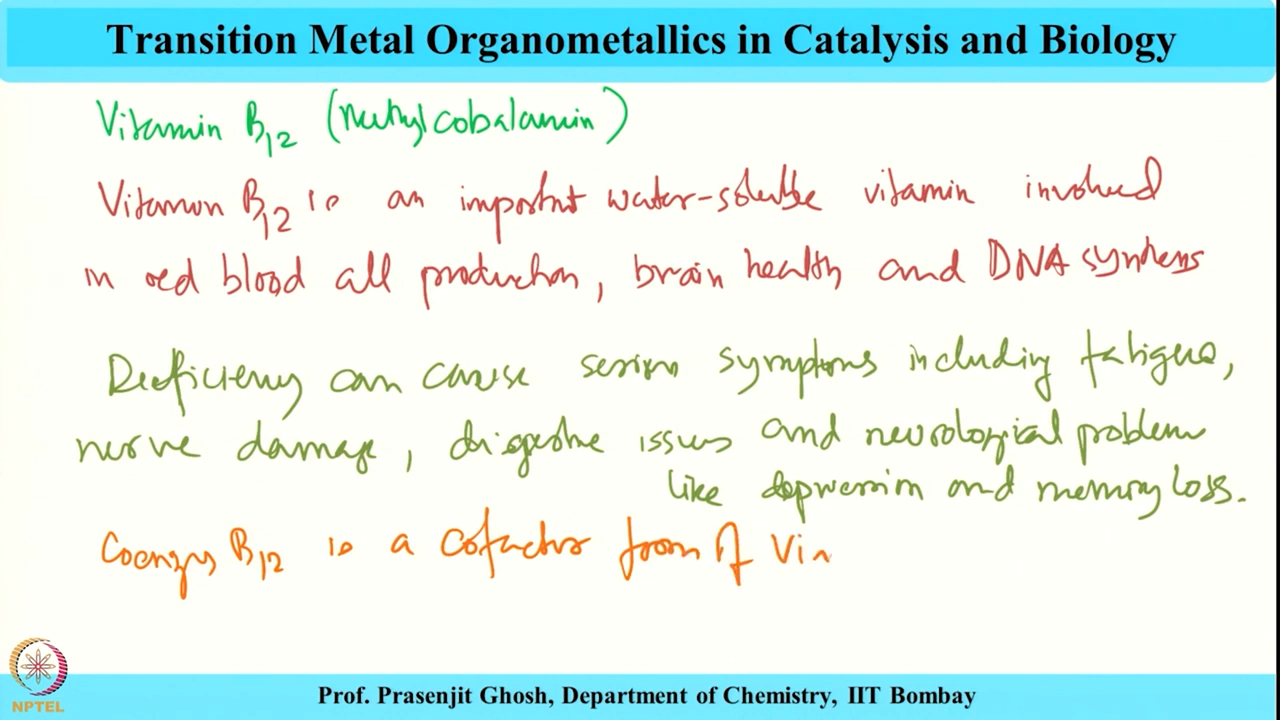 Transition Metal Organometallics in Catalysis and Biology
Vitamin B12 (Methylcobalamin)
Vitamin B12 is an important water-soluble vitamin involved
in red blood cell production, brain health and DNA synthesis
Deficiency can cause serious symptoms including fatigue,
nerve damage, digestive issues and neurological problems
like depression and memory loss.
Coenzyme B12 is a cofactor form of Vi
Prof. Prasenjit Ghosh, Department of Chemistry, IIT Bombay
NPTEL